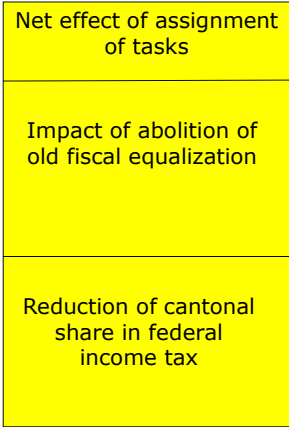 Net effect of assignment
of tasks
Impact of abolition of
old fiscal equalization
Reduction of cantonal
share in federal
income tax